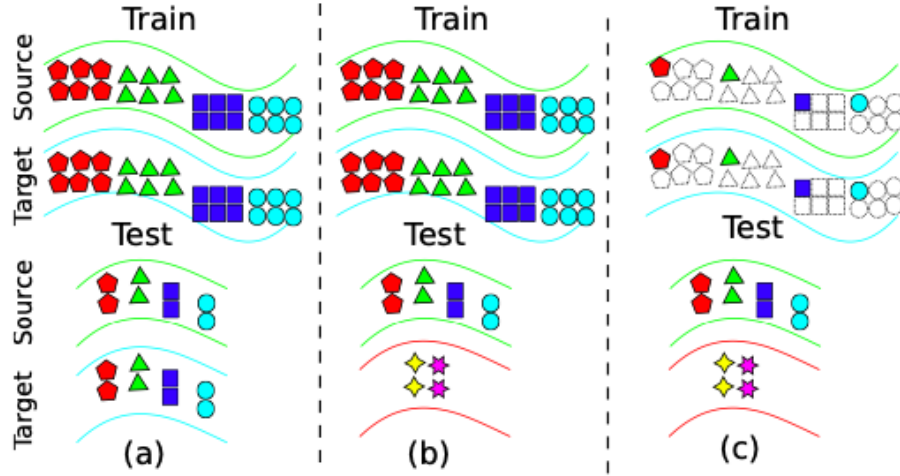 Train Train Train
Source
Target
Test Test Test
Source
Target
(a) (b) (c)